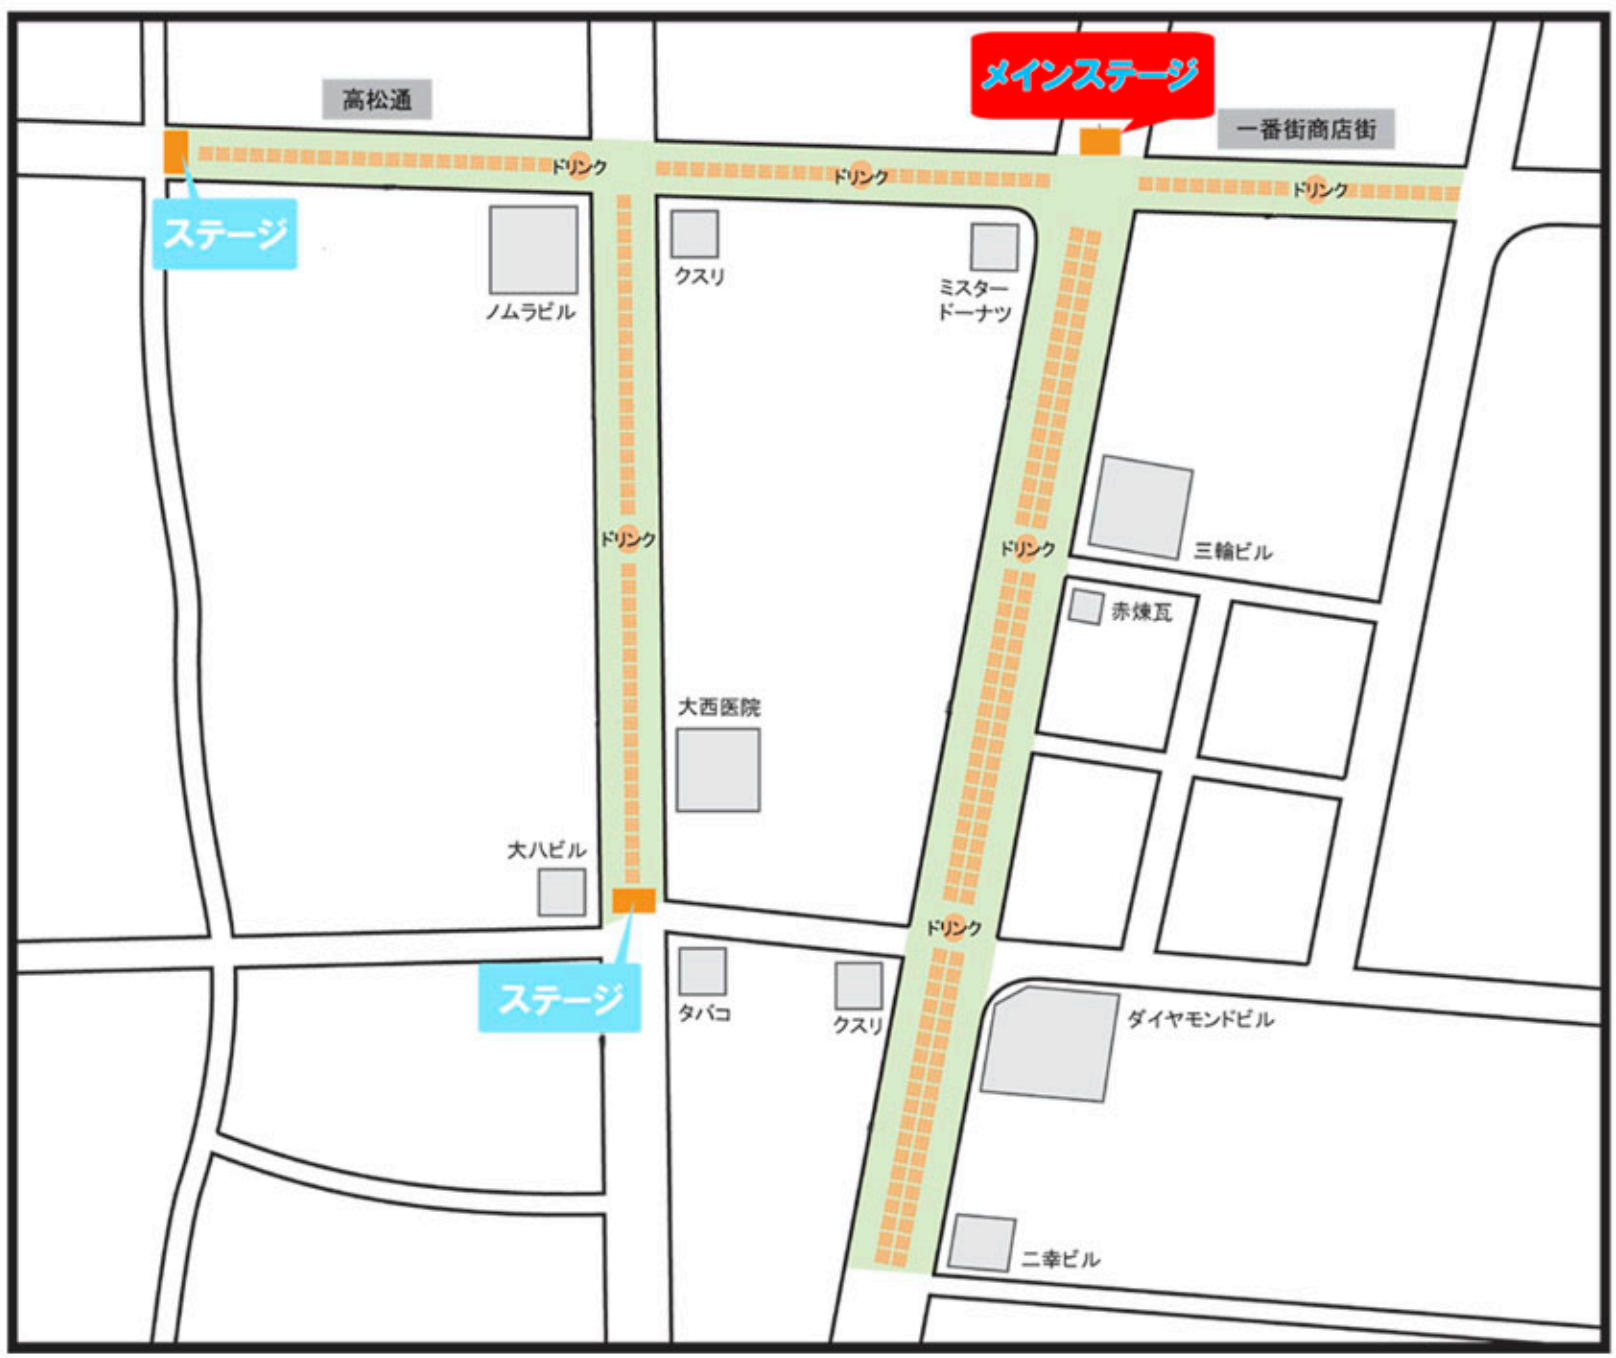 メインステージ
高松通
一番街商店街
ドリンク
ドリンク
ドリンク
ステージ
ノムラビル
クスリ
ミスター
ドーナツ
ドリンク
ドリンク
三輪ビル
赤煉瓦
大西医院
大八ビル
ドリンク
ステージ
タバコ
クスリ
ダイヤモンドビル
二幸ビル